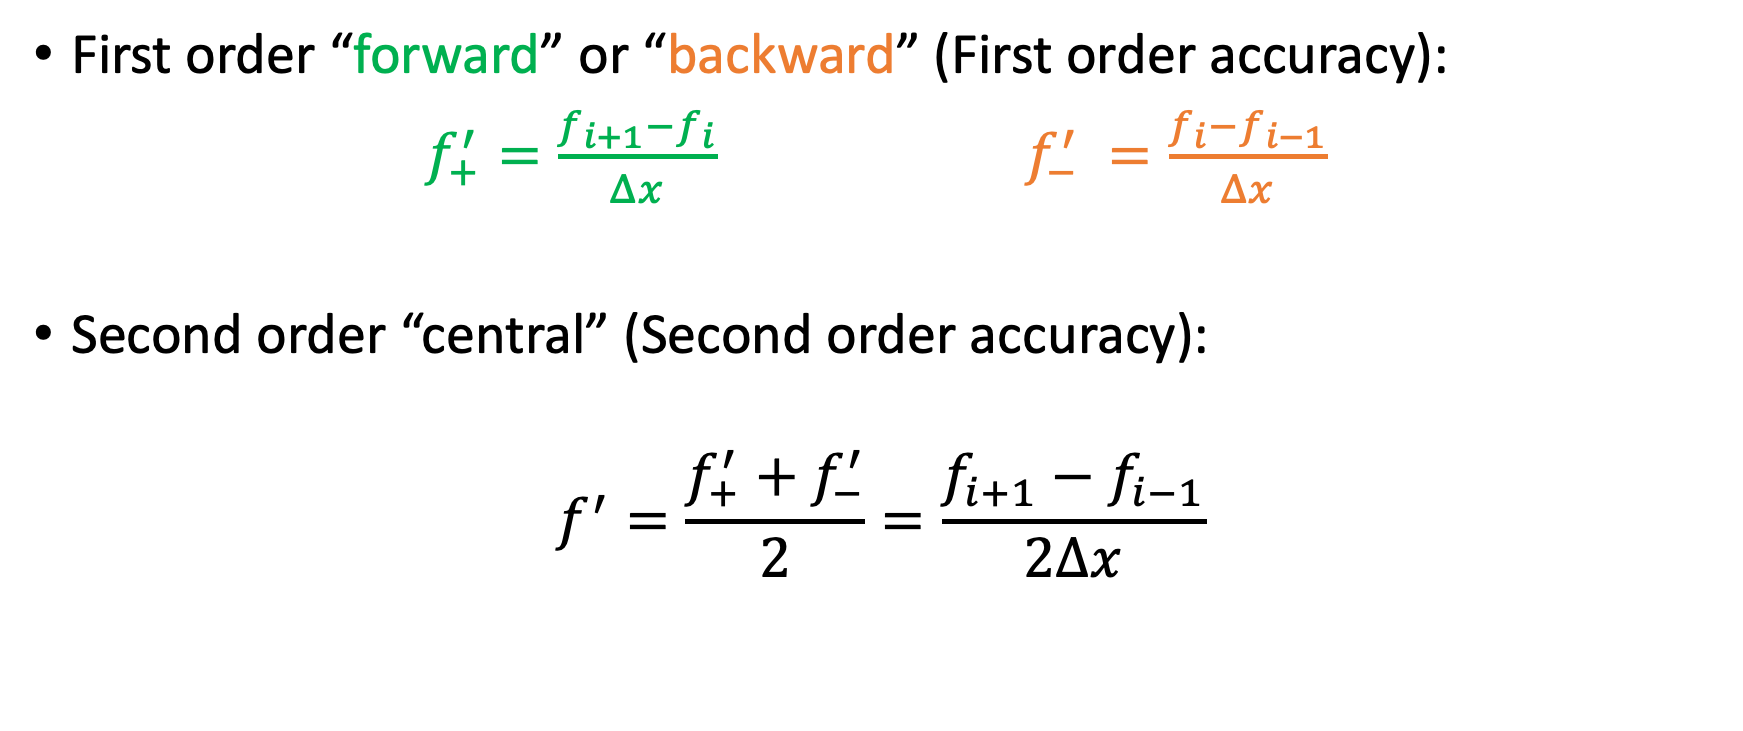 • First order “forward” or “backward” (First order accuracy):
f′₊ = (fᵢ₊₁−fᵢ)/Δx    f′₋ = (fᵢ−fᵢ₋₁)/Δx
• Second order “central” (Second order accuracy):
f′ = (f′₊ + f′₋)/2 = (fᵢ₊₁ − fᵢ₋₁)/(2Δx)